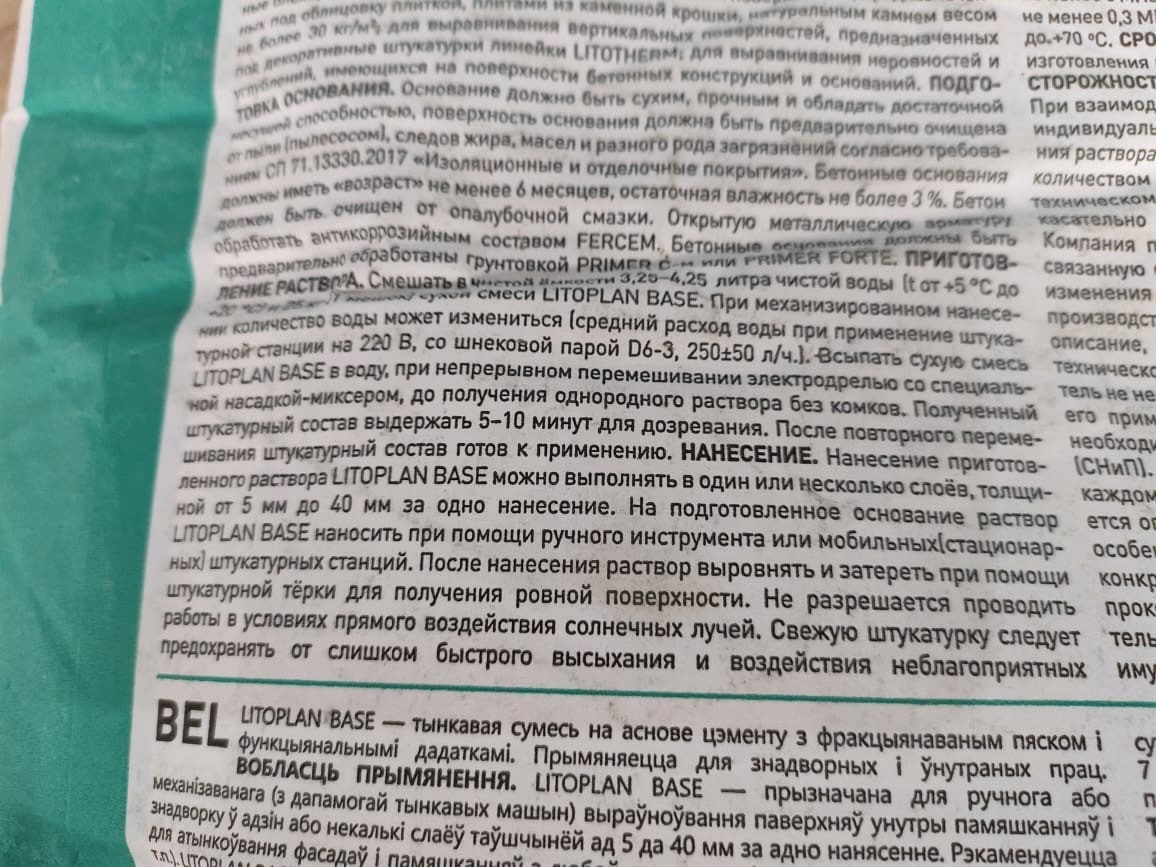 под облицовку плиткой, плитами из каменной крошки, натуральным камнем весом
не более 30 кг/м², для выравнивания вертикальных поверхностей, предназначенных
под декоративные штукатурки линейки LITOTHERM; для выравнивания неровностей и
углублений, имеющихся на поверхности бетонных конструкций и оснований. ПОДГО-
ТОВКА ОСНОВАНИЯ. Основание должно быть сухим, прочным и обладать достаточной
несущей способностью, поверхность основания должна быть предварительно очищена
от пыли (пылесосом), следов жира, масел и разного рода загрязнений согласно требова-
ниям СП 71.13330.2017 «Изоляционные и отделочные покрытия». Бетонные основания
должны иметь «возраст» не менее 6 месяцев, остаточная влажность не более 3 %. Бетон
должен быть очищен от опалубочной смазки. Открытую металлическую арматуру
обработать антикоррозийным составом FERCEM. Бетонные основания должны быть
предварительно обработаны грунтовкой PRIMER или PRIMER FORTE. ПРИГОТОВ-
ЛЕНИЕ РАСТВОРА. Смешать в чистой ёмкости 3,25–4,25 литра чистой воды (t от +5 °C до
сухой смеси LITOPLAN BASE. При механизированном нанесе-
нии количество воды может измениться (средний расход воды при применение штука-
турной станции на 220 В, со шнековой парой D6-3, 250±50 л/ч.). Всыпать сухую смесь
LITOPLAN BASE в воду, при непрерывном перемешивании электродрелью со специаль-
ной насадкой-миксером, до получения однородного раствора без комков. Полученный
штукатурный состав выдержать 5–10 минут для дозревания. После повторного переме-
шивания штукатурный состав готов к применению. НАНЕСЕНИЕ. Нанесение приготов-
ленного раствора LITOPLAN BASE можно выполнять в один или несколько слоёв, толщи-
ной от 5 мм до 40 мм за одно нанесение. На подготовленное основание раствор
LITOPLAN BASE наносить при помощи ручного инструмента или мобильных(стационар-
ных) штукатурных станций. После нанесения раствор выровнять и затереть при помощи
штукатурной тёрки для получения ровной поверхности. Не разрешается проводить
работы в условиях прямого воздействия солнечных лучей. Свежую штукатурку следует
предохранять от слишком быстрого высыхания и воздействия неблагоприятных
BEL LITOPLAN BASE — тынкавая сумесь на аснове цэменту з фракцыянаваным пяском і
функцыянальнымі дадаткамі. Прымяняецца для знадворных і ўнутраных прац.
ВОБЛАСЦЬ ПРЫМЯНЕННЯ. LITOPLAN BASE — прызначана для ручнога або
механізаванага (з дапамогай тынкавых машын) выраўноўвання паверхняў унутры памяшканняў і
знадворку ў адзін або некалькі слаёў таўшчынёй ад 5 да 40 мм за адно нанясенне. Рэкамендуецца
для атынкоўвання фасадаў і памяшканняў з любой
т.п.). LITOPLAN
не менее 0,3
до +70 °C. СРО
изготовления
СТОРОЖНОСТ
При взаимод
индивидуаль
ния раствора
количеством
техническом
касательно
Компания п
связанную
изменения
производст
описание,
техническо
тель не не
его прим
необходи
(СНиП).
каждом
ется оп
особе
конкр
прок
тель
иму
су
7